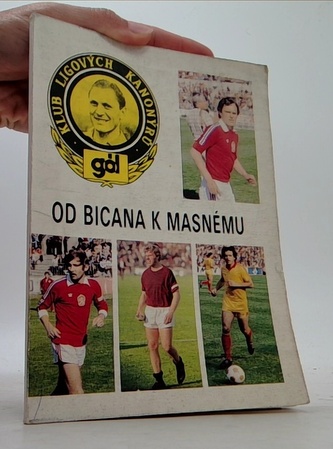 KLUB LIGOVÝCH KANONÝRŮ
gól
OD BICANA K MASNÉMU